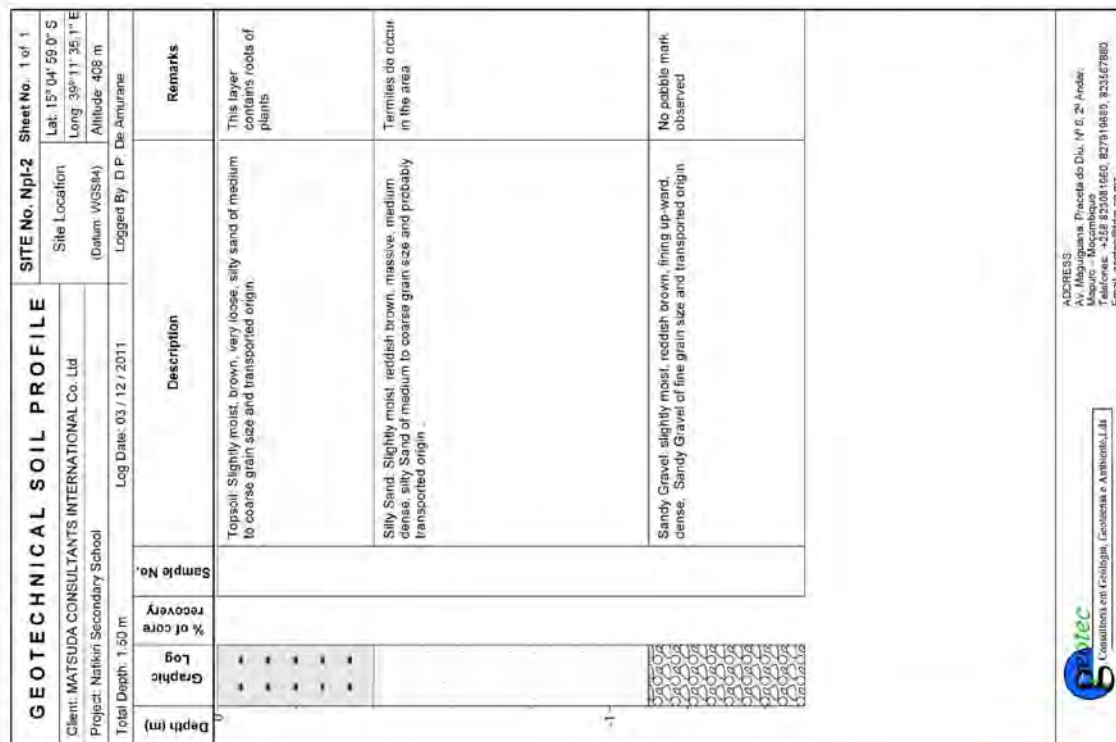 GEOTECHNICAL SOIL PROFILE
SITE No. Npl-2
Sheet No. 1 of 1
Client: MATSUDA CONSULTANTS INTERNATIONAL Co. Ltd
Site Location
Lat: 15° 04' 59.0" S
Project: Natikiri Secondary School
Long: 39° 11' 35.1" E
(Datum: WGS84)
Altitude: 408 m
Total Depth: 1.50 m
Log Date: 03 / 12 / 2011
Logged By: D.P. De Amurane
Depth (m)
Graphic
Log
% of core
recovery
Sample No.
Description
Remarks
0
Topsoil: Slightly moist, brown, very loose, silty sand of medium
to coarse grain size and transported origin.
This layer
contains roots of
plants
Silty Sand: Slightly moist, reddish brown, massive, medium
dense, silty Sand of medium to coarse grain size and probably
transported origin .
Termites do occur
in the area
-1
Sandy Gravel: slightly moist, reddish brown, fining up-ward,
dense. Sandy Gravel of fine grain size and transported origin.
No pobble mark
observed
Consultoria em Geologia, Geotecnia e Ambiente,Lda
ADDRESS:
Av. Maguiguana, Praceta do Diu. Nº 6, 2º Andar.
Maputo – Moçambique